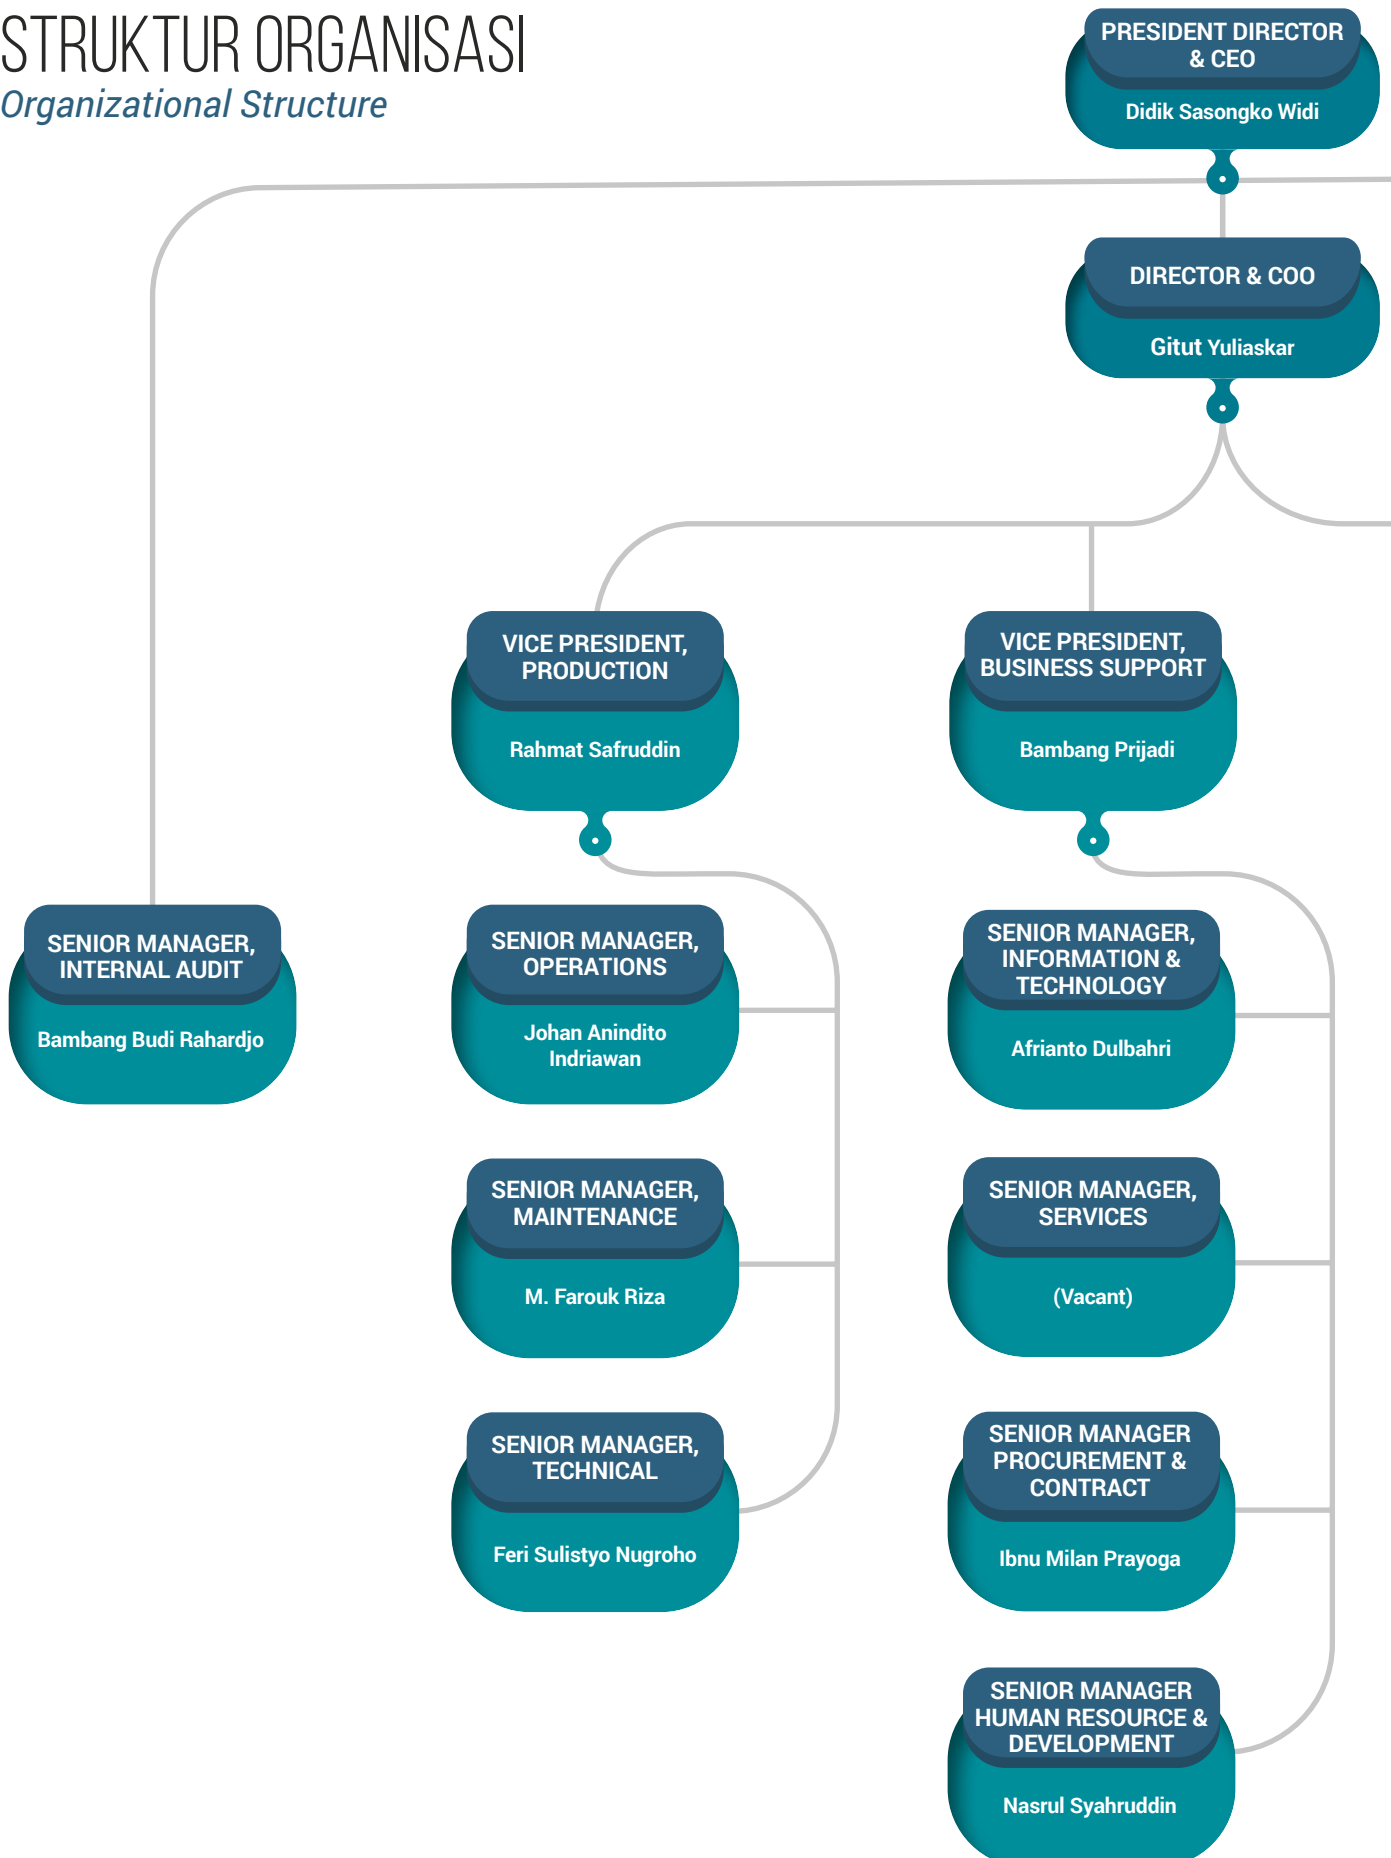 STRUKTUR ORGANISASI
Organizational Structure
PRESIDENT DIRECTOR
& CEO
Didik Sasongko Widi
DIRECTOR & COO
Gitut Yuliaskar
VICE PRESIDENT,
PRODUCTION
Rahmat Safruddin
VICE PRESIDENT,
BUSINESS SUPPORT
Bambang Prijadi
SENIOR MANAGER,
INTERNAL AUDIT
Bambang Budi Rahardjo
SENIOR MANAGER,
OPERATIONS
Johan Anindito
Indriawan
SENIOR MANAGER,
INFORMATION &
TECHNOLOGY
Afrianto Dulbahri
SENIOR MANAGER,
MAINTENANCE
M. Farouk Riza
SENIOR MANAGER,
SERVICES
(Vacant)
SENIOR MANAGER,
TECHNICAL
Feri Sulistyo Nugroho
SENIOR MANAGER
PROCUREMENT &
CONTRACT
Ibnu Milan Prayoga
SENIOR MANAGER
HUMAN RESOURCE &
DEVELOPMENT
Nasrul Syahruddin